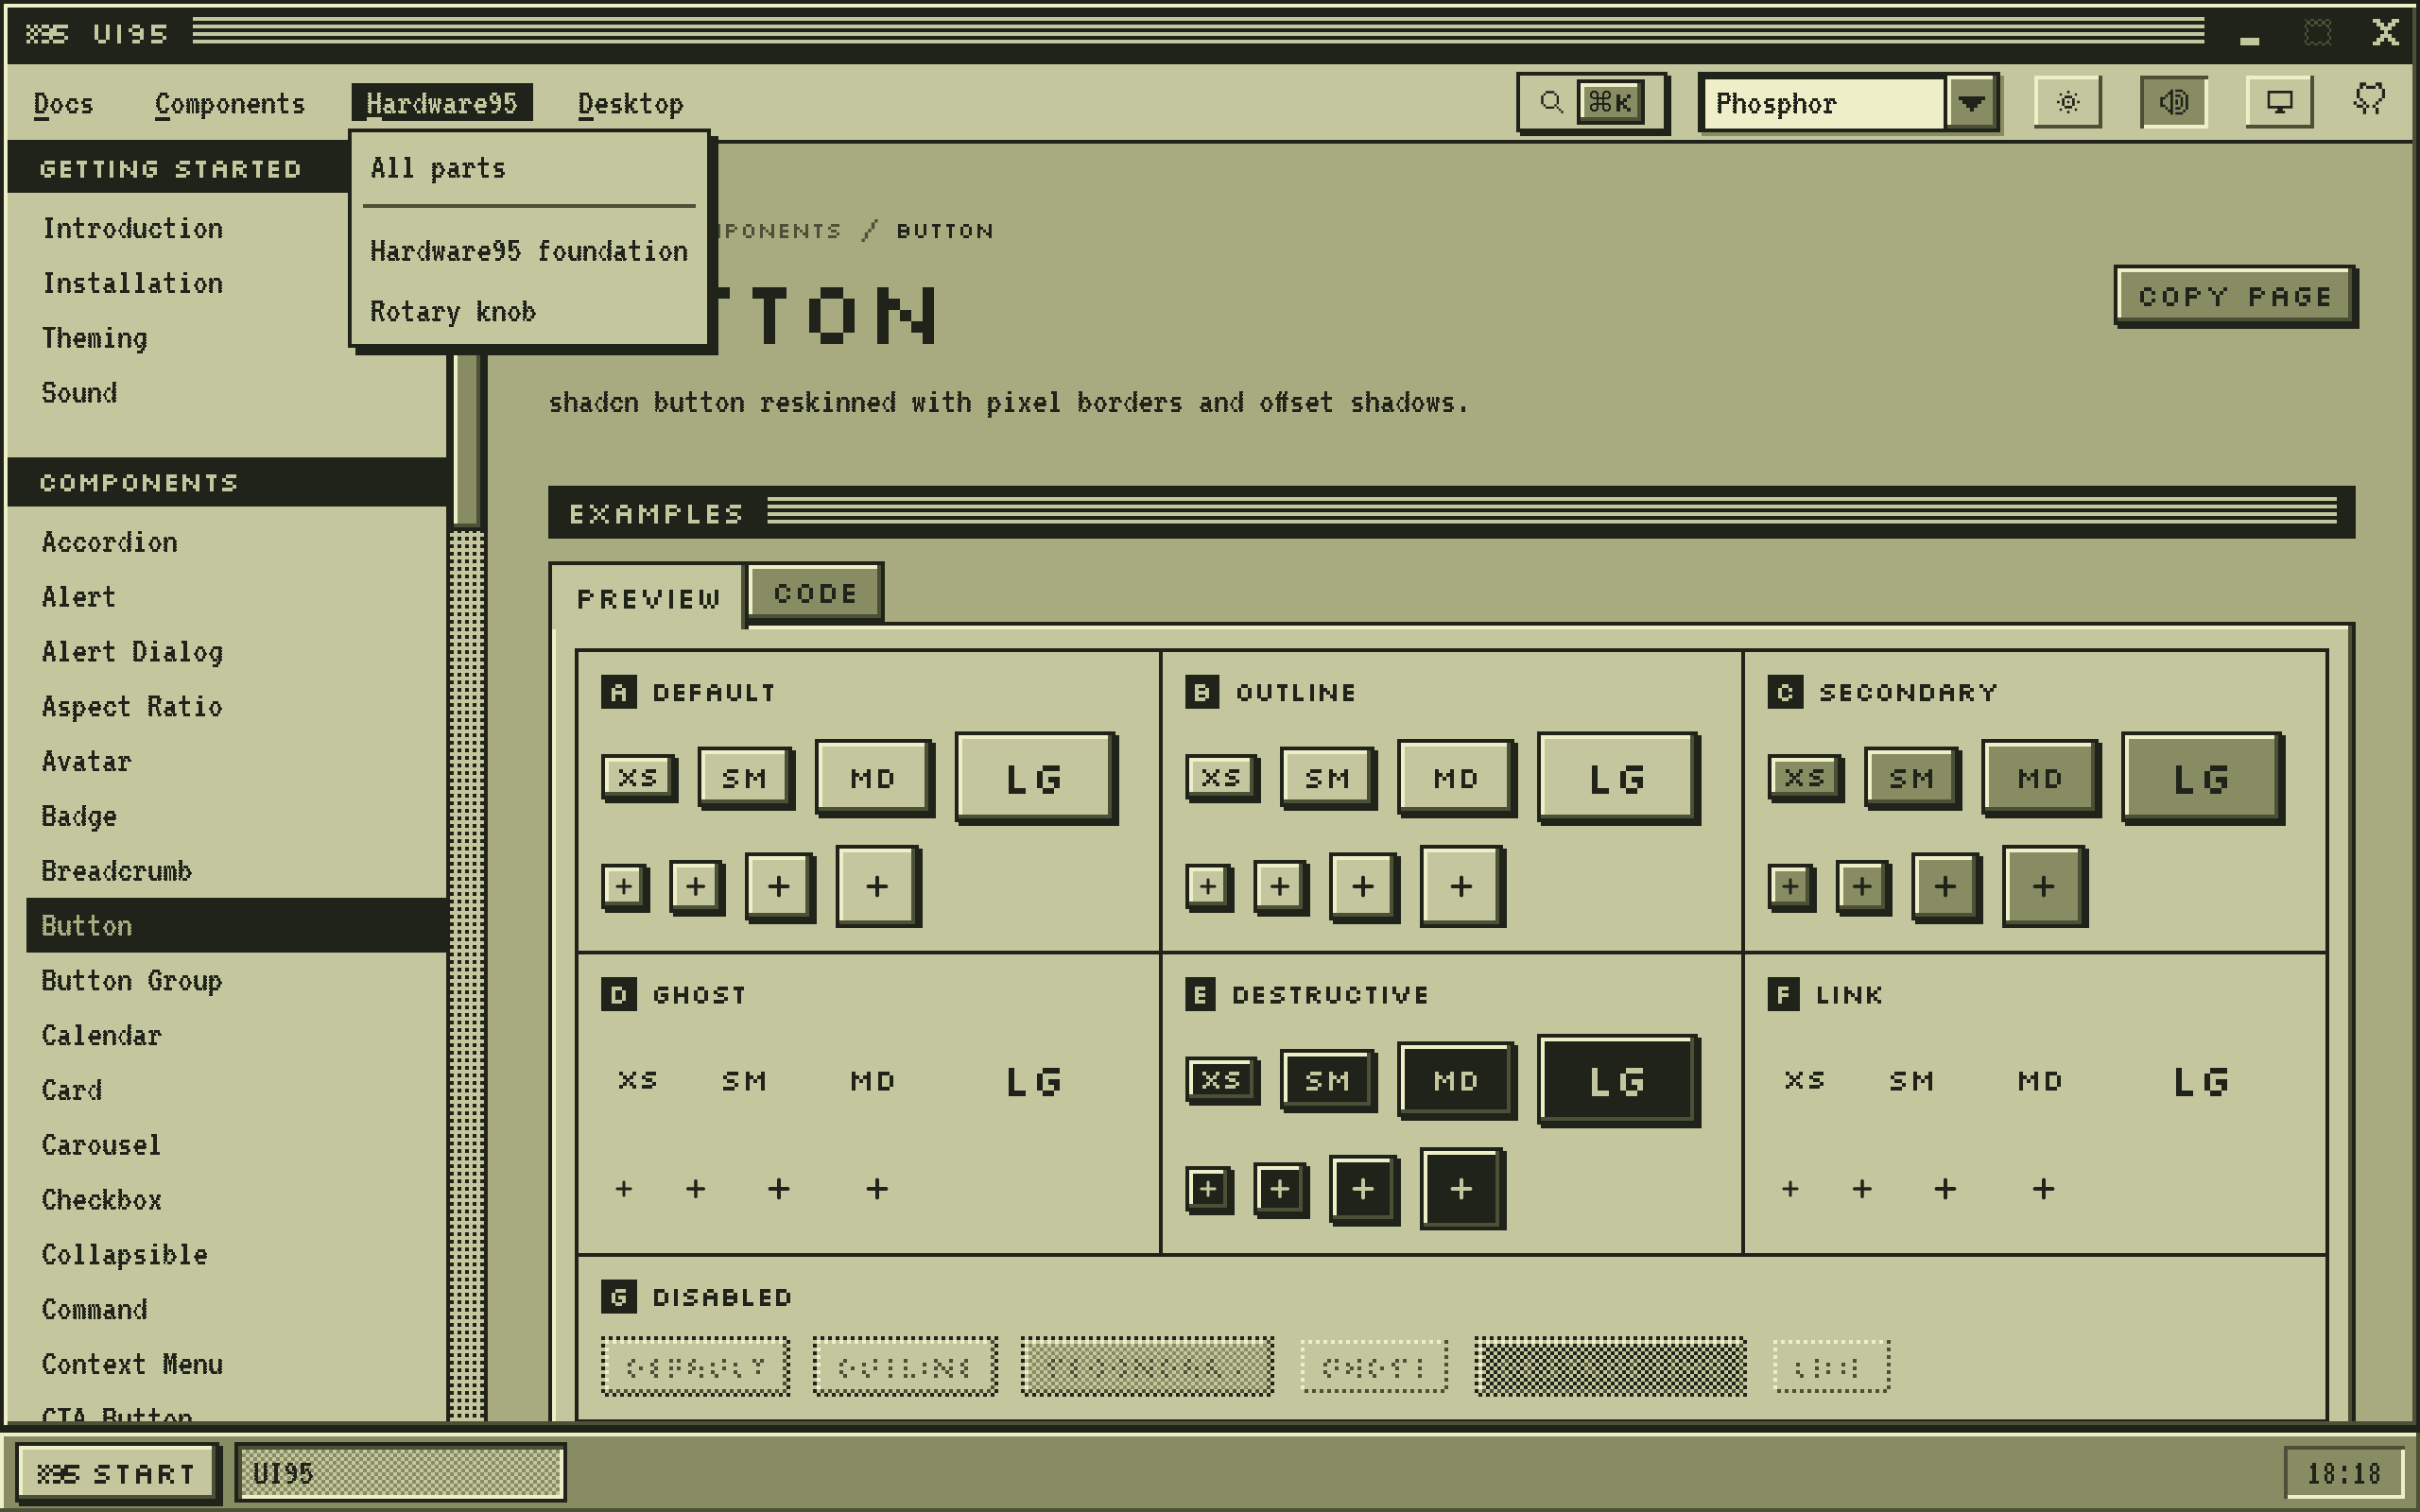 UI95
Docs Components Hardware95 Desktop ⌘K Phosphor
GETTING STARTED
Introduction
Installation
Theming
Sound
COMPONENTS
Accordion
Alert
Alert Dialog
Aspect Ratio
Avatar
Badge
Breadcrumb
Button
Button Group
Calendar
Card
Carousel
Checkbox
Collapsible
Command
Context Menu
CTA Button
All parts
Hardware95 foundation
Rotary knob
/ BUTTON
COPY PAGE
shadcn button reskinned with pixel borders and offset shadows.
EXAMPLES
PREVIEW CODE
A DEFAULT
XS SM MD LG
+ + + +
B OUTLINE
XS SM MD LG
+ + + +
C SECONDARY
XS SM MD LG
+ + + +
D GHOST
XS SM MD LG
+ + + +
E DESTRUCTIVE
XS SM MD LG
+ + + +
F LINK
XS SM MD LG
+ + + +
G DISABLED
DEFAULT OUTLINE GHOST LINK
START UI95 18:18